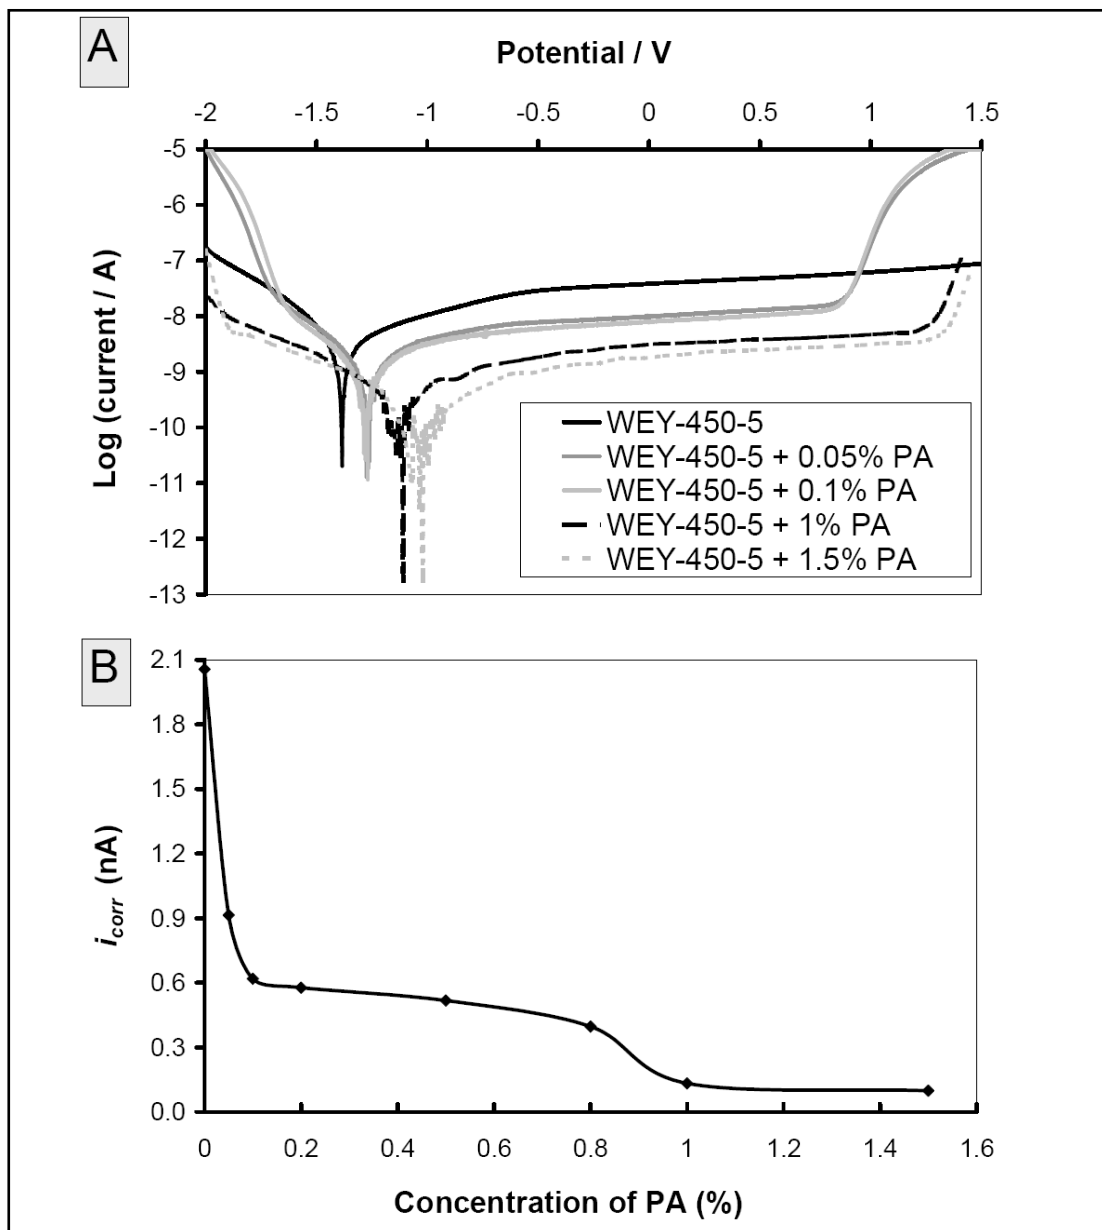 A
Potential / V
-2 -1.5 -1 -0.5 0 0.5 1 1.5
-5
-6
-7
-8
-9
-10
-11
-12
-13
Log (current / A)
WEY-450-5
WEY-450-5 + 0.05% PA
WEY-450-5 + 0.1% PA
WEY-450-5 + 1% PA
WEY-450-5 + 1.5% PA
B
2.1
1.8
1.5
1.2
0.9
0.6
0.3
0.0
i_corr (nA)
0 0.2 0.4 0.6 0.8 1 1.2 1.4 1.6
Concentration of PA (%)